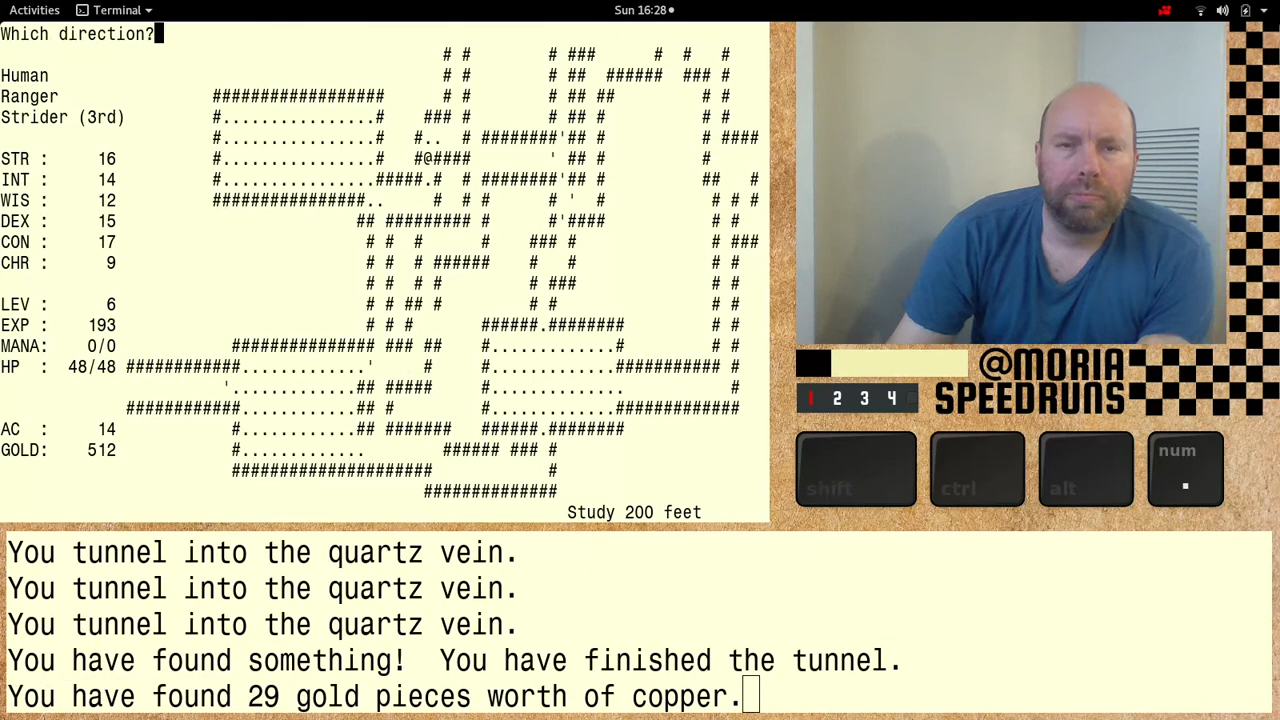 Activities Terminal Sun 16:28
Which direction?
# # # ### # # #
Human # # # ## ###### ### #
Ranger ################## # # # ## ## # #
Strider (3rd) #................# ### # # ## # # #
#................# #.. ########' ## # # ####
STR : 16 #................# #@#### ' ## # #
INT : 14 #................#####.# # ########'## # ## #
WIS : 12 ################.. # # # # ' # # # #
DEX : 15 ## ######### # #'#### # #
CON : 17 # # # # ### # # ###
CHR : 9 # # # ###### # # # #
# # # # # ### # #
LEV : 6 # # ## # # # # #
EXP : 193 # # # ######.######## # #
MANA: 0/0 ############### ### ## #.............# # #
HP : 48/48 ############.............' # #.............########### #
'.............## ##### #.............. #
############.............## # #.............#############
AC : 14 #............## ####### ######.########
GOLD: 512 #............. ###### ### #
##################### #
##############
Study 200 feet
@MORIA
SPEEDRUNS
1 2 3 4
shift ctrl alt num
.
You tunnel into the quartz vein.
You tunnel into the quartz vein.
You tunnel into the quartz vein.
You have found something! You have finished the tunnel.
You have found 29 gold pieces worth of copper.